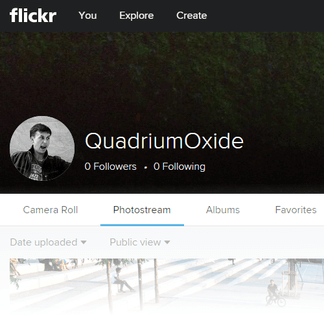 flickr You Explore Create
QuadriumOxide
0 Followers • 0 Following
Camera Roll Photostream Albums Favorites
Date uploaded Public view